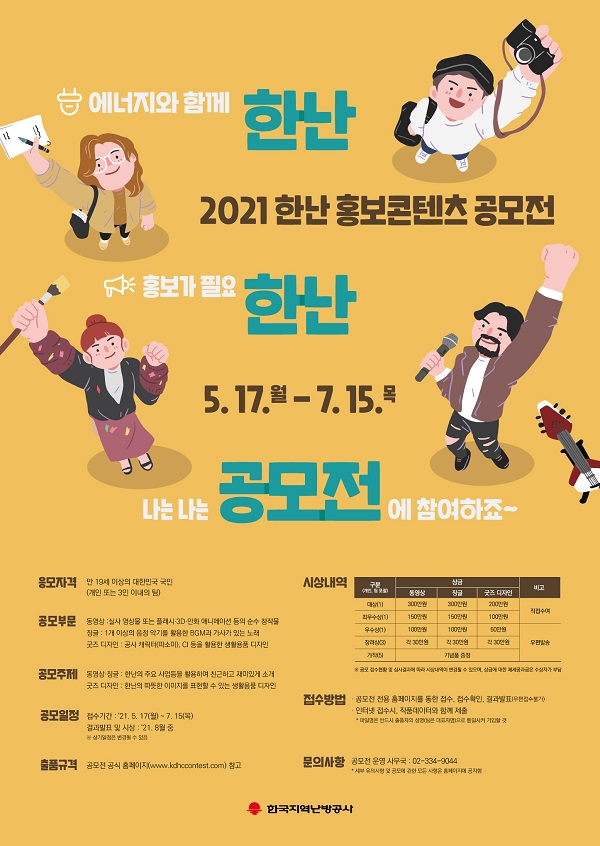 에너지와 함께 한난
2021 한난 홍보콘텐츠 공모전
홍보가 필요 한난
5. 17.월 – 7. 15.목
나는 나는 공모전에 참여하죠~
응모자격 만 19세 이상의 대한민국 국민
(개인 또는 3인 이내의 팀)
공모부문 동영상 :실사 영상물 또는 플래시·3D·만화·애니메이션 등의 순수 창작물
징글 : 1개 이상의 음정 악기를 활용한 BGM과 가사가 있는 노래
굿즈 디자인 : 공사 캐릭터(따소미), CI 등을 활용한 생활용품 디자인
공모주제 동영상·징글 : 한난의 주요 사업등을 활용하여 친근하고 재미있게 소개
굿즈 디자인 : 한난의 따뜻한 이미지를 표현할 수 있는 생활용품 디자인
공모일정 접수기간 : '21. 5. 17(월) ~ 7. 15(목)
결과발표 및 시상 : '21. 8월 중
※ 상기일정은 변경될 수 있음
출품규격 공모전 공식 홈페이지(www.kdhccontest.com) 참고
시상내역
구분 (개인, 팀 포괄) 상금 비고
동영상 징글 굿즈 디자인
대상(1) 300만원 300만원 200만원 직접수여
최우수상(1) 150만원 150만원 100만원
우수상(1) 100만원 100만원 50만원 우편발송
장려상(3) 각 30만원 각 30만원 각 30만원
가작(5) 기념품 증정
※ 공모 접수현황 및 심사결과에 따라 시상내역이 변경될 수 있으며, 상금에 대한 제세공과금은 수상자가 부담
접수방법 · 공모전 전용 홈페이지를 통한 접수, 접수확인, 결과발표(우편접수불가)
· 인터넷 접수시, 작품데이터와 함께 제출
* 파일명은 반드시 출품자의 성명(팀은 대표자명)으로 통일시켜 기입할 것
문의사항 공모전 운영 사무국 : 02-334-9044
* 세부 유의사항 및 공모에 관한 모든 사항은 홈페이지에 공지함
한국지역난방공사